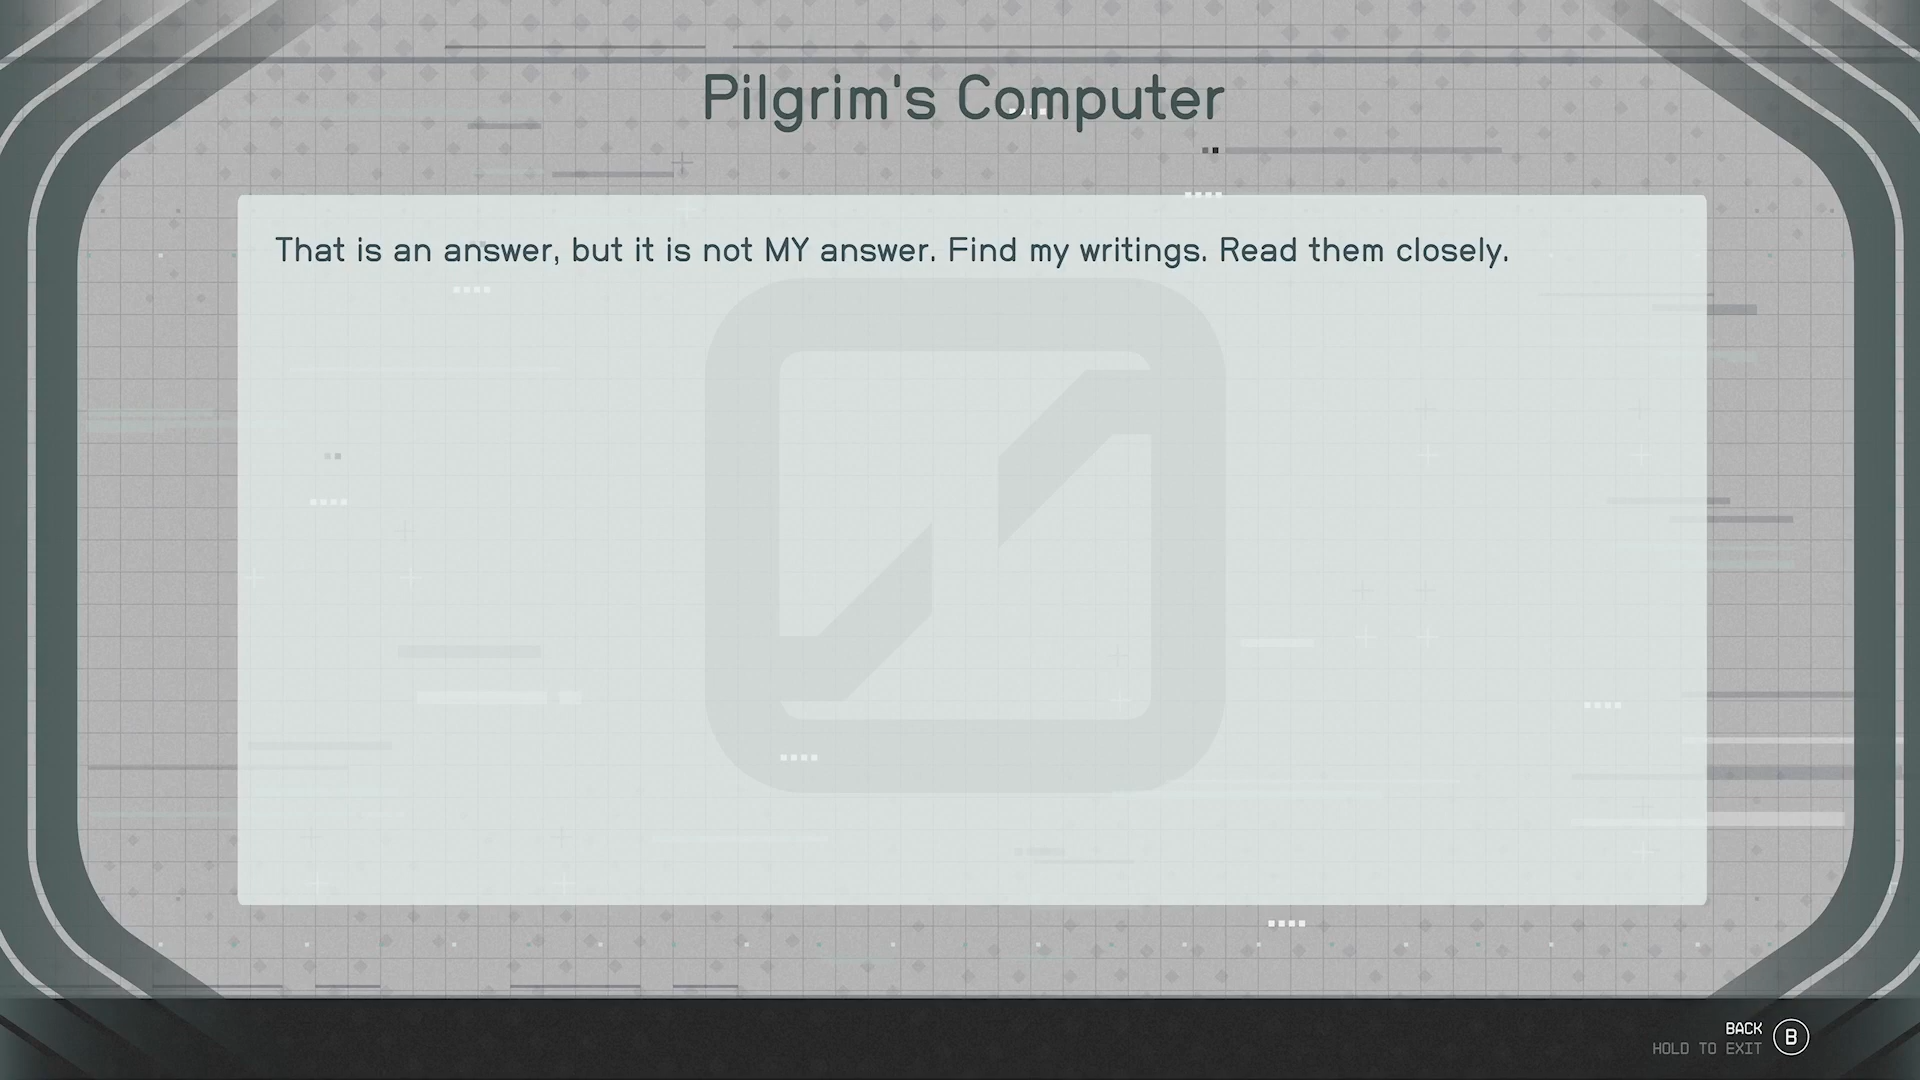 Pilgrim's Computer
That is an answer, but it is not MY answer. Find my writings. Read them closely.
BACK
HOLD TO EXIT
B